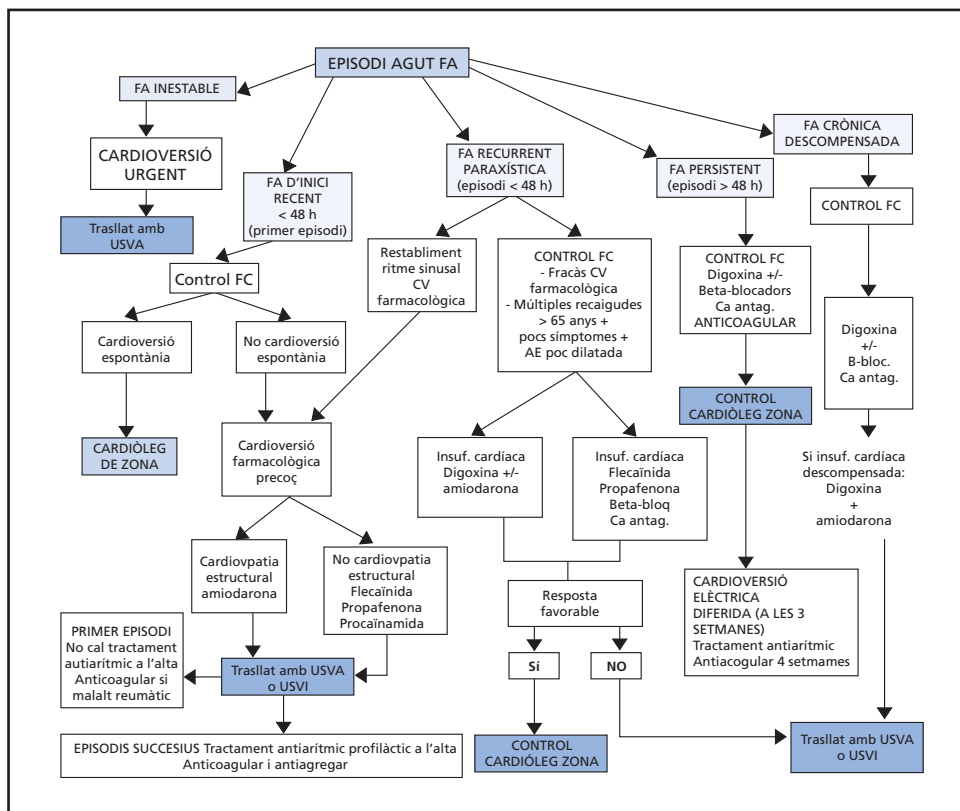 EPISODI AGUT FA
FA INESTABLE
CARDIOVERSIÓ
URGENT
Trasllat amb
USVA
FA D'INICI
RECENT
< 48 h
(primer episodi)
Control FC
Cardioversió
espontània
No cardioversió
espontània
CARDIÒLEG
DE ZONA
Cardioversió
farmacològica
precoç
Cardiovpatia
estructural
amiodarona
No cardiovpatia
estructural
Flecaïnida
Propafenona
Procaïnamida
PRIMER EPISODI
No cal tractament
autiarítmic a l'alta
Anticoagular si
malalt reumàtic
Trasllat amb USVA
o USVI
EPISODIS SUCCESIUS Tractament antiarítmic profilàctic a l'alta
Anticoagular i antiagregar
FA RECURRENT
PARAXÍSTICA
(episodi < 48 h)
Restabliment
ritme sinusal
CV
farmacològica
CONTROL FC
- Fracàs CV
farmacològica
- Múltiples recaigudes
> 65 anys +
pocs símptomes +
AE poc dilatada
Insuf. cardíaca
Digoxina +/-
amiodarona
Insuf. cardíaca
Flecaïnida
Propafenona
Beta-bloq
Ca antag.
Resposta
favorable
Sí
NO
CONTROL
CARDIÓLEG ZONA
FA PERSISTENT
(episodi > 48 h)
CONTROL FC
Digoxina +/-
Beta-blocadors
Ca antag.
ANTICOAGULAR
CONTROL
CARDIÒLEG ZONA
CARDIOVERSIÓ
ELÈCTRICA
DIFERIDA (A LES 3
SETMANES)
Tractament antiarítmic
Antiacogular 4 setmames
FA CRÒNICA
DESCOMPENSADA
CONTROL FC
Digoxina
+/-
B-bloc.
Ca antag.
Si insuf. cardíaca
descompensada:
Digoxina
+
amiodarona
Trasllat amb USVA
o USVI